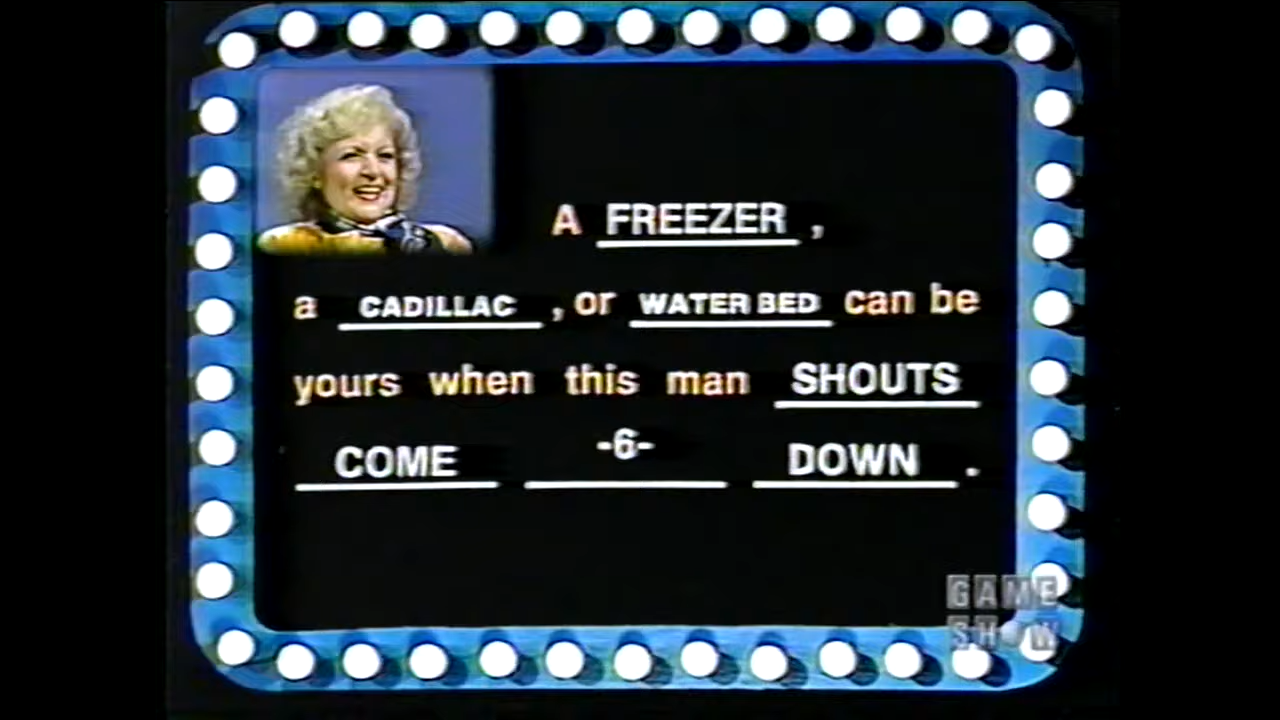 A FREEZER ,
a CADILLAC , or WATER BED can be
yours when this man SHOUTS
COME -6- DOWN .
GAME
SHOW